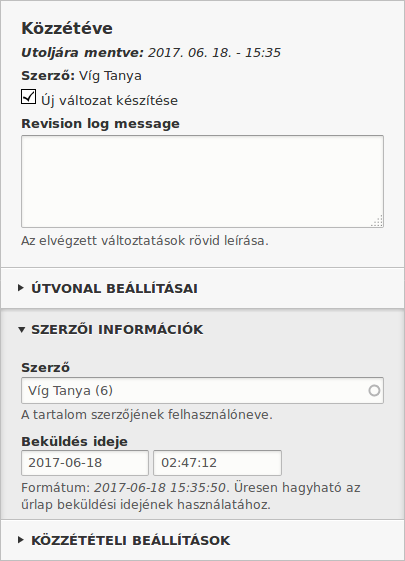 Közzétéve
Utoljára mentve: 2017. 06. 18. - 15:35
Szerző: Víg Tanya
Új változat készítése
Revision log message
Az elvégzett változtatások rövid leírása.
ÚTVONAL BEÁLLÍTÁSAI
SZERZŐI INFORMÁCIÓK
Szerző
Víg Tanya (6)
A tartalom szerzőjének felhasználóneve.
Beküldés ideje
2017-06-18 02:47:12
Formátum: 2017-06-18 15:35:50. Üresen hagyható az
űrlap beküldési idejének használatához.
KÖZZÉTÉTELI BEÁLLÍTÁSOK